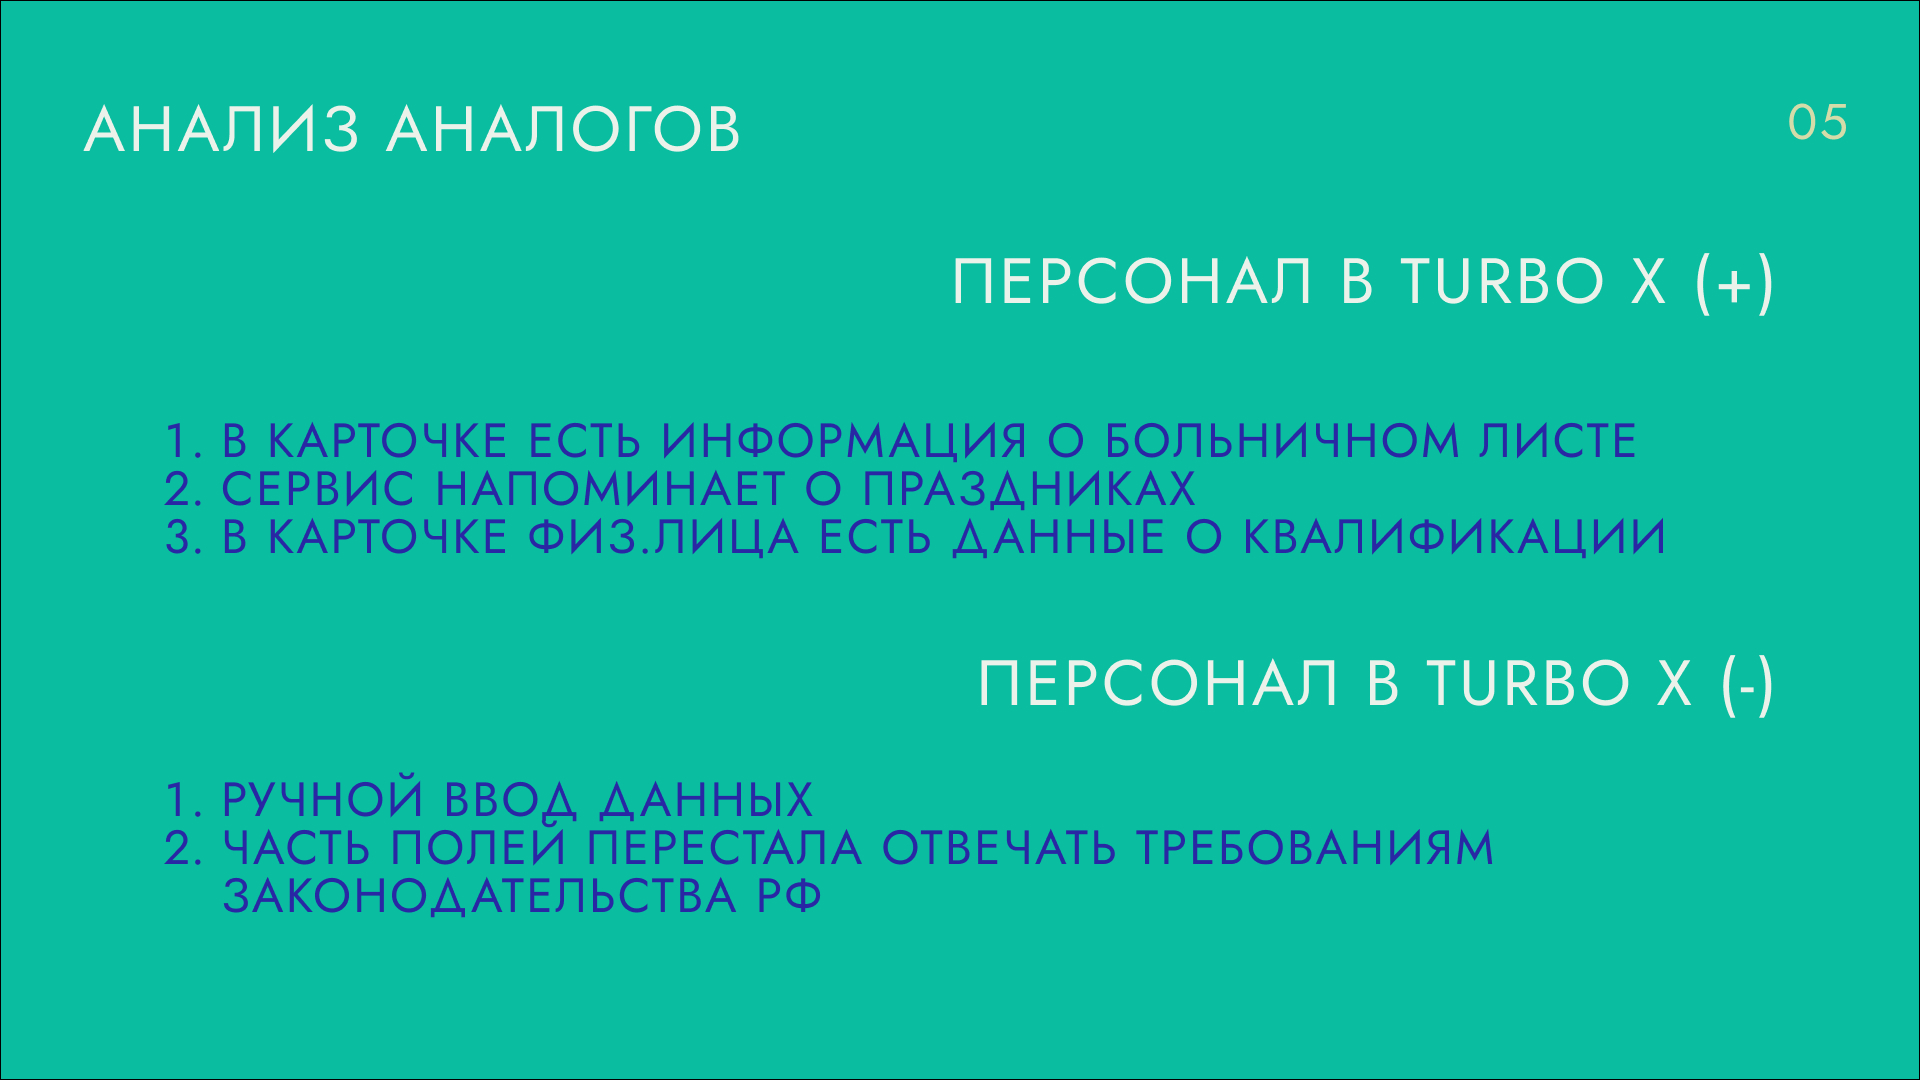 АНАЛИЗ АНАЛОГОВ
05
ПЕРСОНАЛ В TURBO X (+)
1. В КАРТОЧКЕ ЕСТЬ ИНФОРМАЦИЯ О БОЛЬНИЧНОМ ЛИСТЕ
2. СЕРВИС НАПОМИНАЕТ О ПРАЗДНИКАХ
3. В КАРТОЧКЕ ФИЗ.ЛИЦА ЕСТЬ ДАННЫЕ О КВАЛИФИКАЦИИ
ПЕРСОНАЛ В TURBO X (-)
1. РУЧНОЙ ВВОД ДАННЫХ
2. ЧАСТЬ ПОЛЕЙ ПЕРЕСТАЛА ОТВЕЧАТЬ ТРЕБОВАНИЯМ
ЗАКОНОДАТЕЛЬСТВА РФ